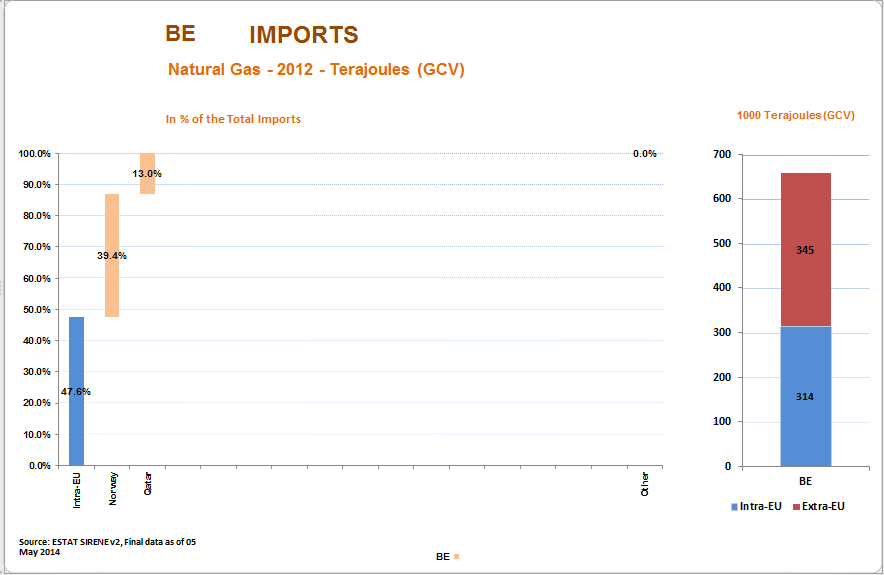 BE IMPORTS
Natural Gas - 2012 - Terajoules (GCV)
In % of the Total Imports
100.0%
90.0%
80.0%
70.0%
60.0%
50.0%
40.0%
30.0%
20.0%
10.0%
0.0%
47.6%
39.4%
13.0%
0.0%
Intra-EU
Norway
Qatar
Other
BE
Source: ESTAT SIRENE v2, Final data as of 05
May 2014
1000 Terajoules (GCV)
700
600
500
400
300
200
100
0
345
314
BE
Intra-EU Extra-EU